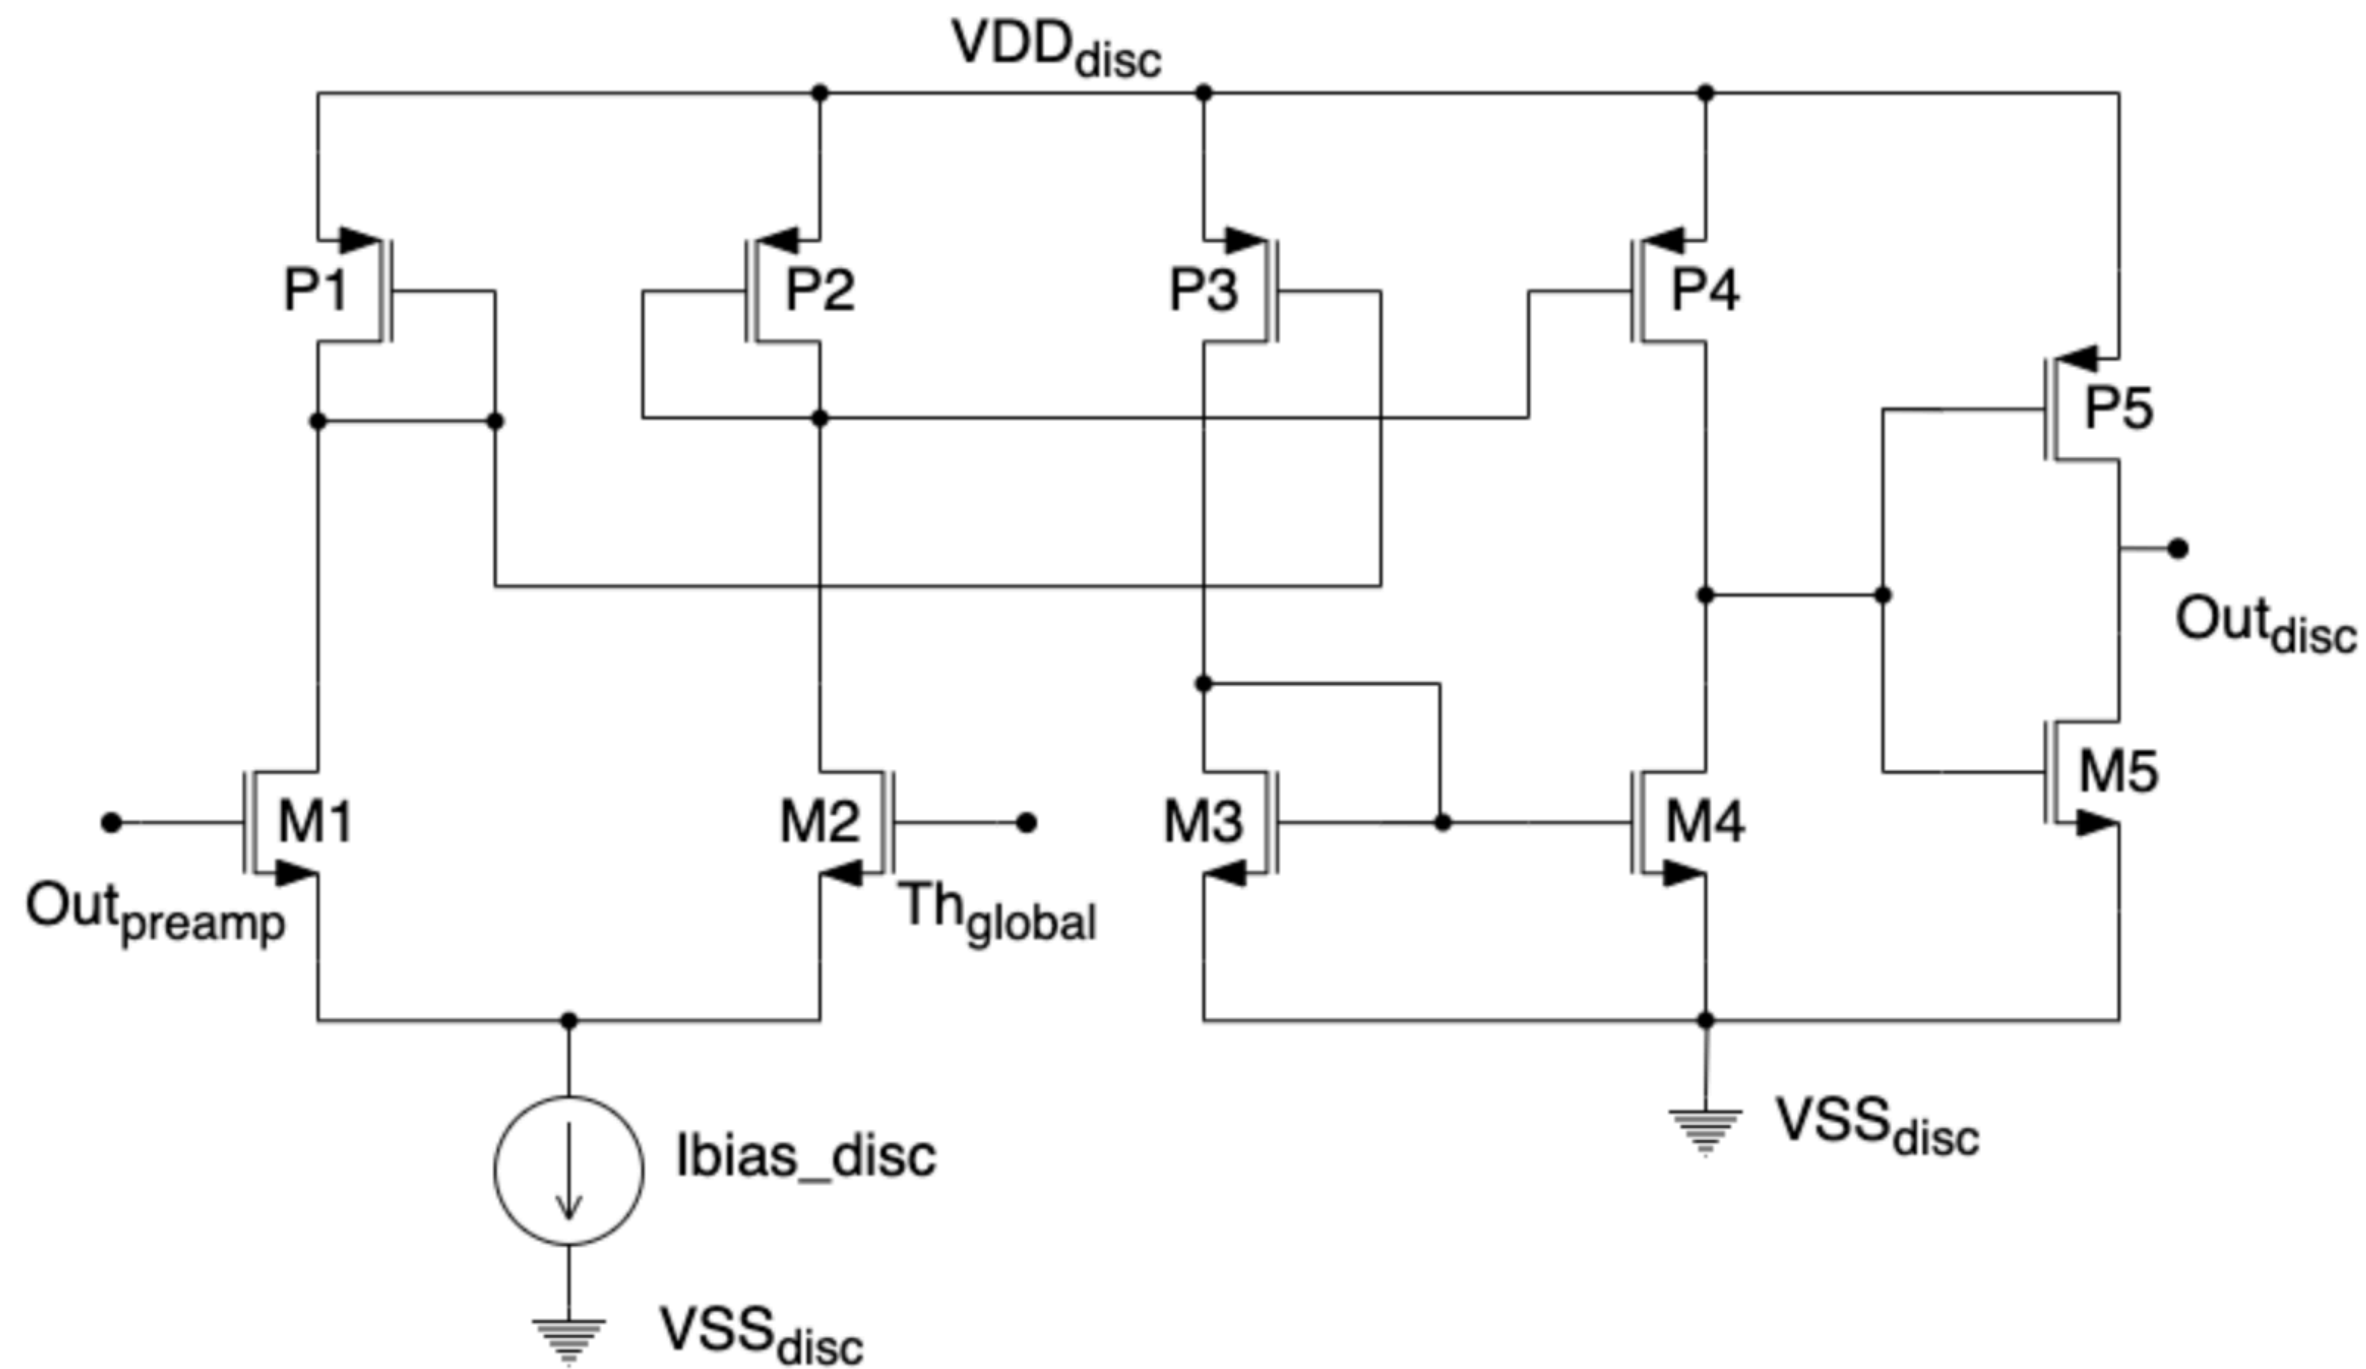 VDDdisc
P1
P2
P3
P4
P5
Outdisc
M1
M2
M3
M4
M5
Outpreamp
Thglobal
Ibias_disc
VSSdisc
VSSdisc